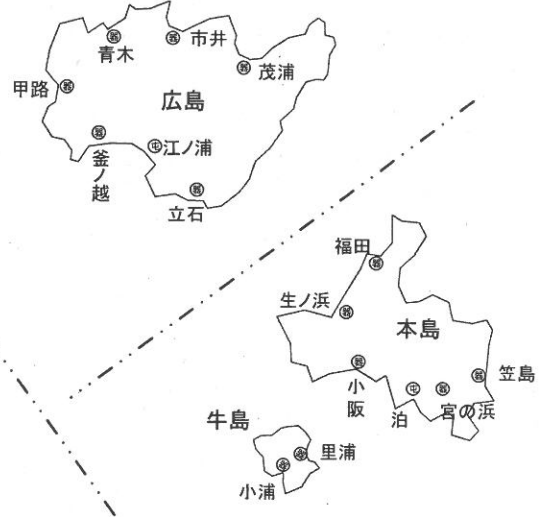 青木
市井
茂浦
甲路
広島
釜ノ越
江ノ浦
立石
福田
生ノ浜
本島
小阪
泊
宮の浜
笠島
牛島
里浦
小浦